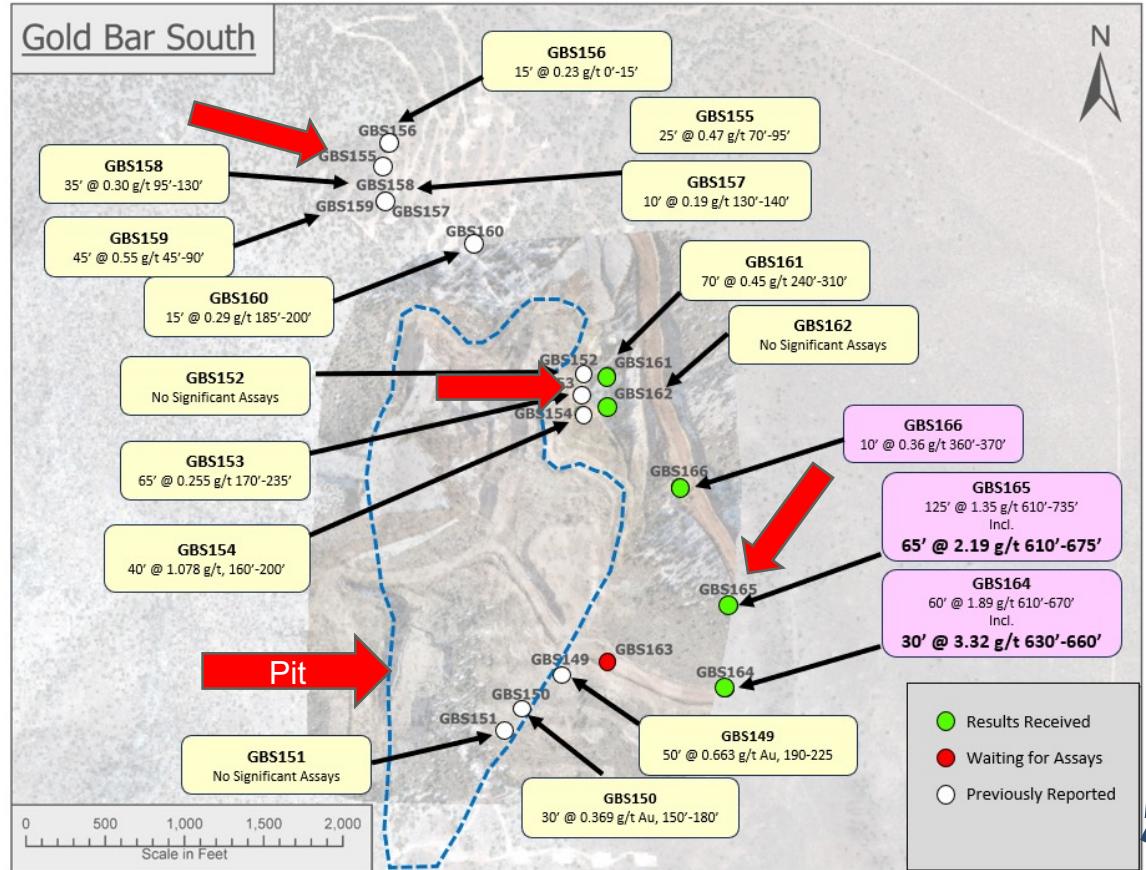 Gold Bar South
N
GBS156
15' @ 0.23 g/t 0'-15'
GBS155
25' @ 0.47 g/t 70'-95'
GBS158
35' @ 0.30 g/t 95'-130'
GBS157
10' @ 0.19 g/t 130'-140'
GBS159
45' @ 0.55 g/t 45'-90'
GBS160
15' @ 0.29 g/t 185'-200'
GBS161
70' @ 0.45 g/t 240'-310'
GBS162
No Significant Assays
GBS152
No Significant Assays
GBS153
65' @ 0.255 g/t 170'-235'
GBS154
40' @ 1.078 g/t, 160'-200'
GBS166
10' @ 0.36 g/t 360'-370'
GBS165
125' @ 1.35 g/t 610'-735'
Incl.
65' @ 2.19 g/t 610'-675'
GBS164
60' @ 1.89 g/t 610'-670'
Incl.
30' @ 3.32 g/t 630'-660'
GBS151
No Significant Assays
GBS150
30' @ 0.369 g/t Au, 150'-180'
GBS149
50' @ 0.663 g/t Au, 190-225
GBS156
GBS155
GBS158
GBS159
GBS157
GBS160
GBS152
GBS161
3
GBS162
GBS154
GBS166
GBS165
GBS163
GBS149
GBS164
GBS150
GBS151
Pit
Results Received
Waiting for Assays
Previously Reported
0 500 1,000 1,500 2,000
Scale in Feet
0